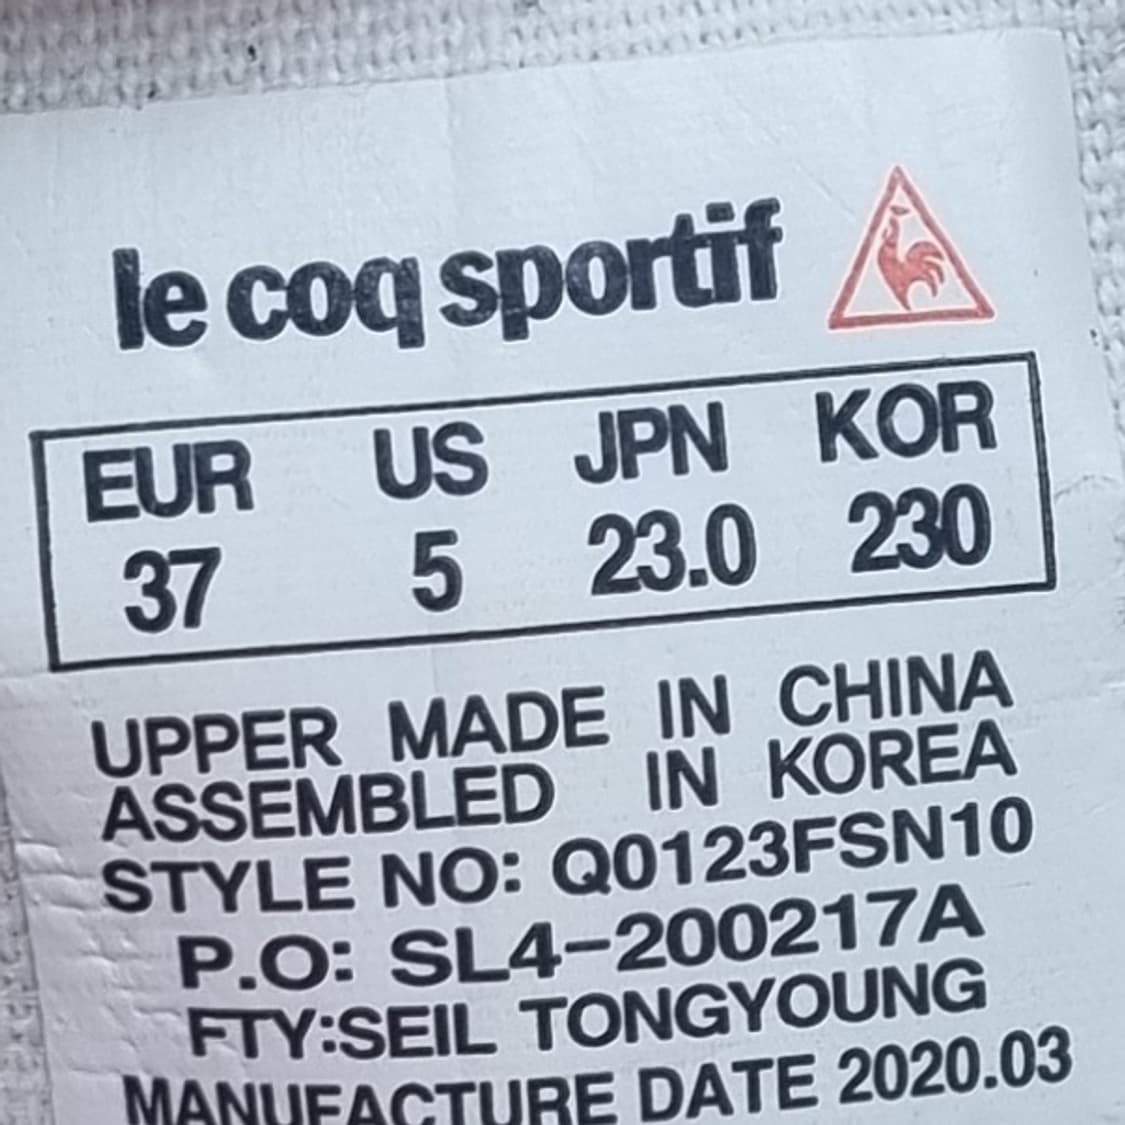 le coq sportif
EUR US JPN KOR
37 5 23.0 230
UPPER MADE IN CHINA
ASSEMBLED IN KOREA
STYLE NO: Q0123FSN10
P.O: SL4-200217A
FTY:SEIL TONGYOUNG
MANUFACTURE DATE 2020.03